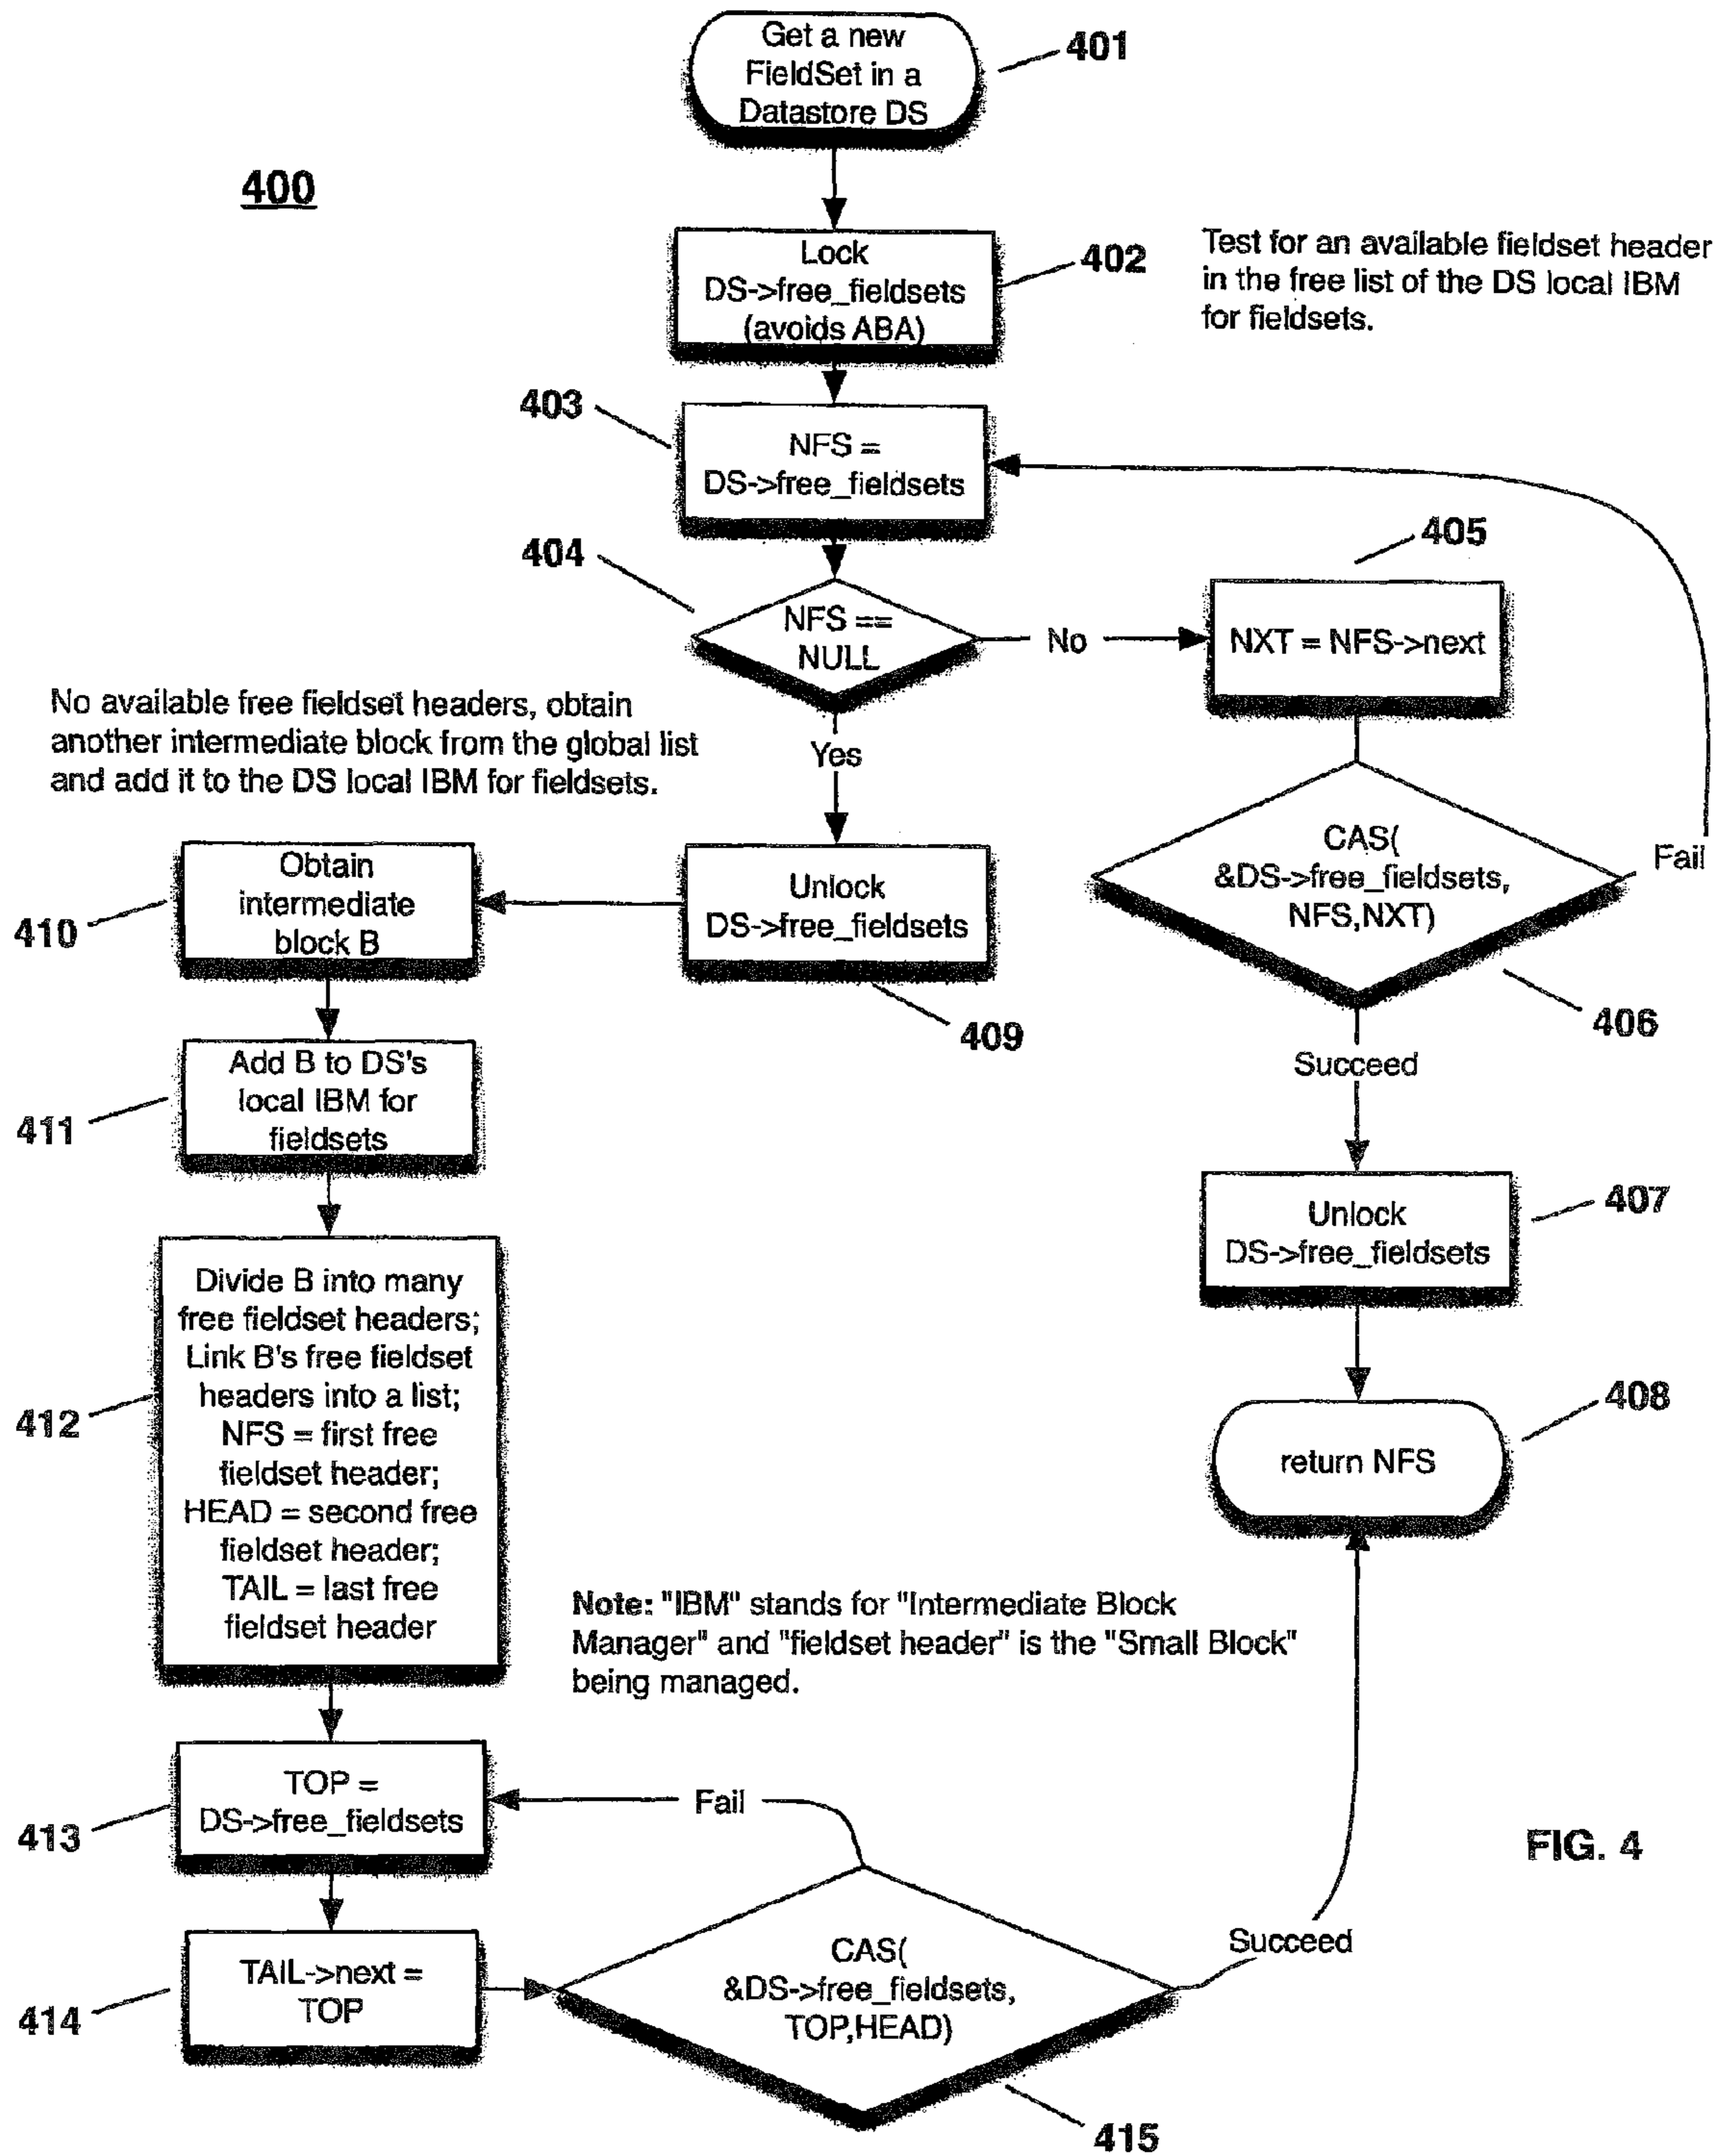 Get a new
FieldSet in a
Datastore DS
401
400
Lock
DS->free_fieldsets
(avoids ABA)
402
Test for an available fieldset header
in the free list of the DS local IBM
for fieldsets.
403
NFS =
DS->free_fieldsets
404
NFS ==
NULL
No
405
NXT = NFS->next
No available free fieldset headers, obtain
another intermediate block from the global list
and add it to the DS local IBM for fieldsets.
Yes
CAS(
&DS->free_fieldsets,
NFS,NXT)
Fail
406
Obtain
intermediate
block B
410
Unlock
DS->free_fieldsets
409
Succeed
Add B to DS's
local IBM for
fieldsets
411
Unlock
DS->free_fieldsets
407
Divide B into many
free fieldset headers;
Link B's free fieldset
headers into a list;
NFS = first free
fieldset header;
HEAD = second free
fieldset header;
TAIL = last free
fieldset header
412
return NFS
408
Note: "IBM" stands for "Intermediate Block
Manager" and "fieldset header" is the "Small Block"
being managed.
TOP =
DS->free_fieldsets
413
Fail
FIG. 4
TAIL->next =
TOP
414
CAS(
&DS->free_fieldsets,
TOP,HEAD)
Succeed
415